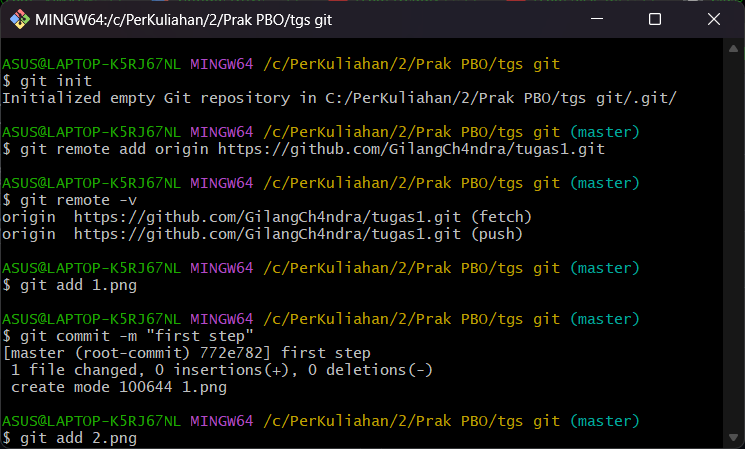 MINGW64:/c/PerKuliahan/2/Prak PBO/tgs git
ASUS@LAPTOP-K5RJ67NL MINGW64 /c/PerKuliahan/2/Prak PBO/tgs git
$ git init
Initialized empty Git repository in C:/PerKuliahan/2/Prak PBO/tgs git/.git/
ASUS@LAPTOP-K5RJ67NL MINGW64 /c/PerKuliahan/2/Prak PBO/tgs git (master)
$ git remote add origin https://github.com/GilangCh4ndra/tugas1.git
ASUS@LAPTOP-K5RJ67NL MINGW64 /c/PerKuliahan/2/Prak PBO/tgs git (master)
$ git remote -v
origin  https://github.com/GilangCh4ndra/tugas1.git (fetch)
origin  https://github.com/GilangCh4ndra/tugas1.git (push)
ASUS@LAPTOP-K5RJ67NL MINGW64 /c/PerKuliahan/2/Prak PBO/tgs git (master)
$ git add 1.png
ASUS@LAPTOP-K5RJ67NL MINGW64 /c/PerKuliahan/2/Prak PBO/tgs git (master)
$ git commit -m "first step"
[master (root-commit) 772e782] first step
 1 file changed, 0 insertions(+), 0 deletions(-)
 create mode 100644 1.png
ASUS@LAPTOP-K5RJ67NL MINGW64 /c/PerKuliahan/2/Prak PBO/tgs git (master)
$ git add 2.png